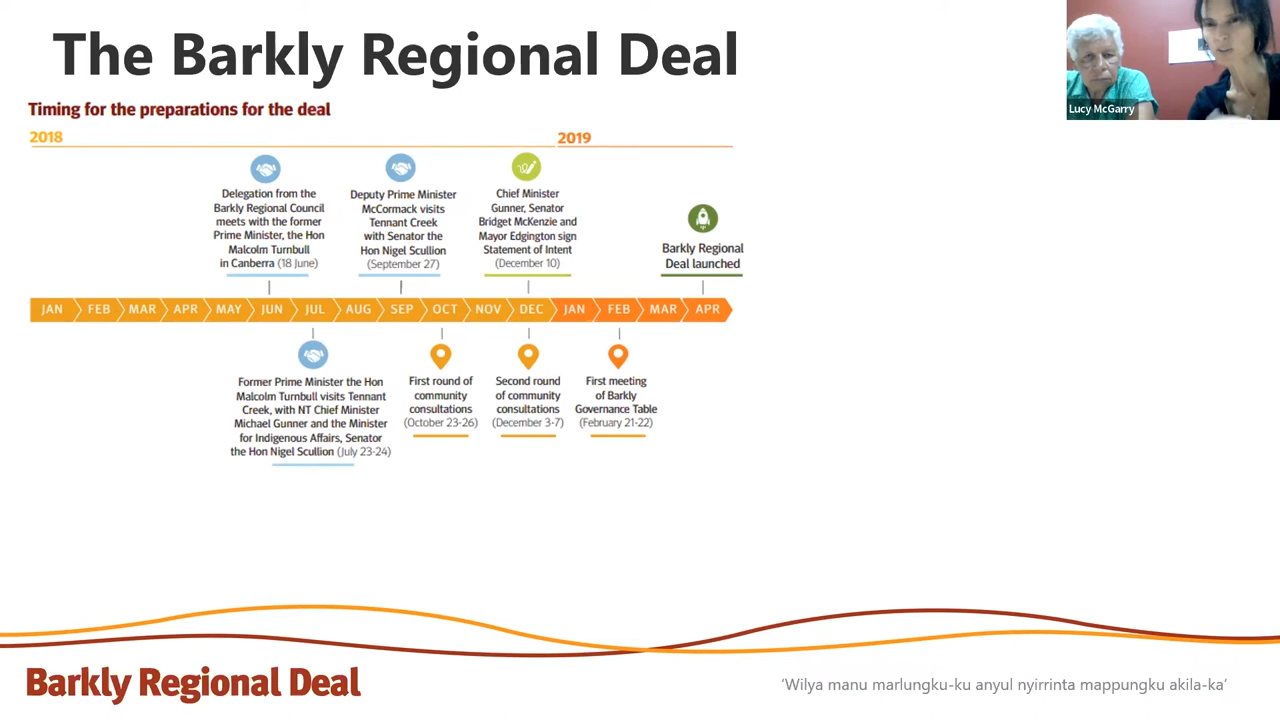 The Barkly Regional Deal
Lucy McGarry
Timing for the preparations for the deal
2018
2019
Delegation from the
Barkly Regional Council
meets with the former
Prime Minister, the Hon
Malcolm Turnbull
in Canberra (18 June)
Deputy Prime Minister
McCormack visits
Tennant Creek
with Senator the
Hon Nigel Scullion
(September 27)
Chief Minister
Gunner, Senator
Bridget McKenzie and
Mayor Edgington sign
Statement of Intent
(December 10)
Barkly Regional
Deal launched
JAN FEB MAR APR MAY JUN JUL AUG SEP OCT NOV DEC JAN FEB MAR APR
Former Prime Minister the Hon
Malcolm Turnbull visits Tennant
Creek, with NT Chief Minister
Michael Gunner and the Minister
for Indigenous Affairs, Senator
the Hon Nigel Scullion (July 23-24)
First round of
community
consultations
(October 23-26)
Second round
of community
consultations
(December 3-7)
First meeting
of Barkly
Governance Table
(February 21-22)
Barkly Regional Deal
‘Wilya manu marlungku-ku anyul nyirrinta mappungku akila-ka’